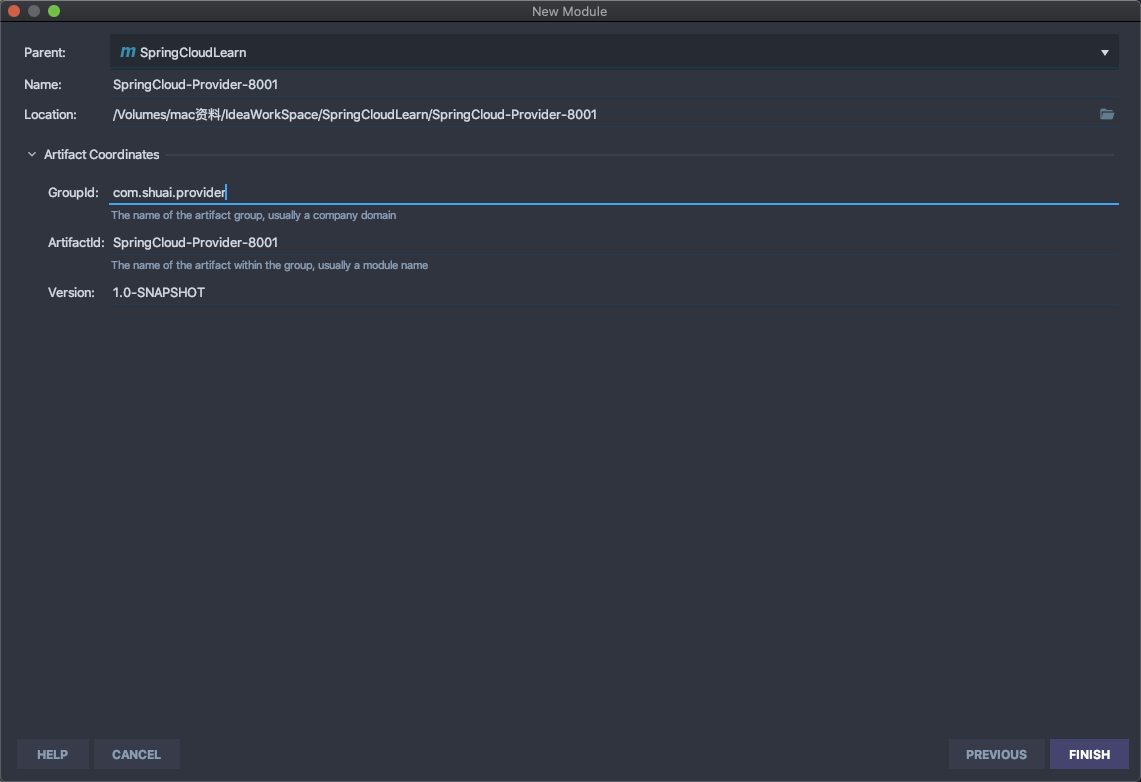 New Module
Parent: m SpringCloudLearn
Name: SpringCloud-Provider-8001
Location: /Volumes/mac资料/IdeaWorkSpace/SpringCloudLearn/SpringCloud-Provider-8001
Artifact Coordinates
GroupId: com.shuai.provider
The name of the artifact group, usually a company domain
ArtifactId: SpringCloud-Provider-8001
The name of the artifact within the group, usually a module name
Version: 1.0-SNAPSHOT
HELP CANCEL PREVIOUS FINISH